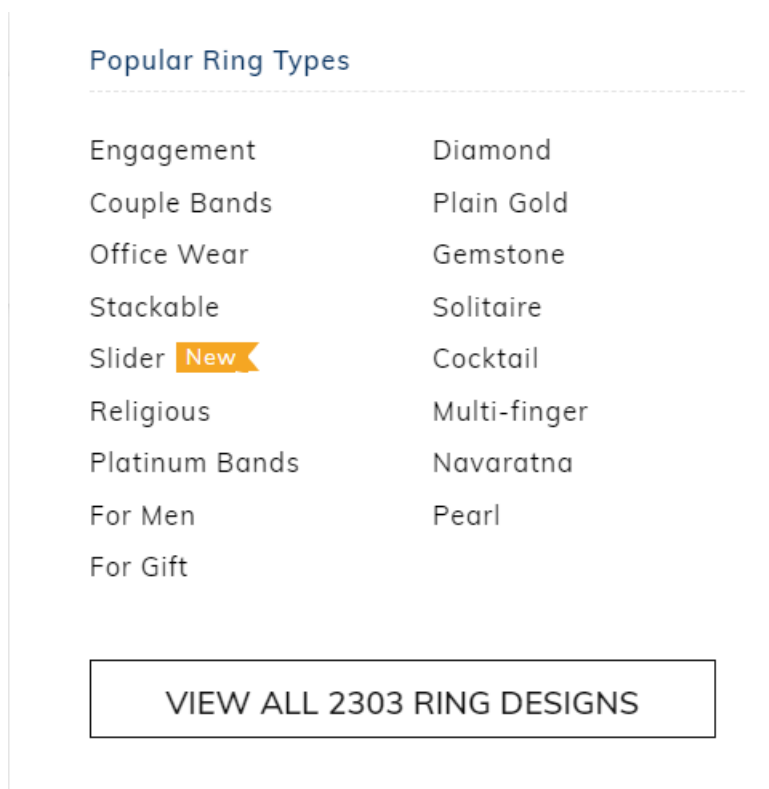 Popular Ring Types
Engagement
Couple Bands
Office Wear
Stackable
Slider New
Religious
Platinum Bands
For Men
For Gift
Diamond
Plain Gold
Gemstone
Solitaire
Cocktail
Multi-finger
Navaratna
Pearl
VIEW ALL 2303 RING DESIGNS